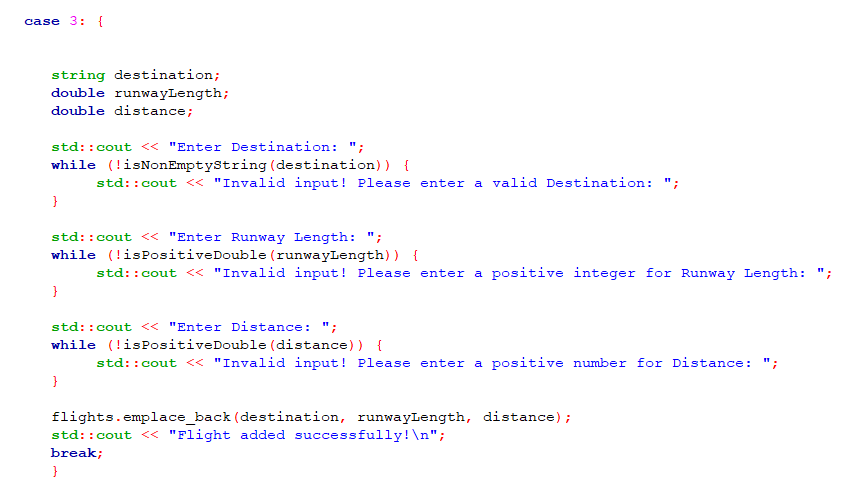 case 3: {
string destination;
double runwayLength;
double distance;
std::cout << "Enter Destination: ";
while (!isNonEmptyString(destination)) {
std::cout << "Invalid input! Please enter a valid Destination: ";
}
std::cout << "Enter Runway Length: ";
while (!isPositiveDouble(runwayLength)) {
std::cout << "Invalid input! Please enter a positive integer for Runway Length: ";
}
std::cout << "Enter Distance: ";
while (!isPositiveDouble(distance)) {
std::cout << "Invalid input! Please enter a positive number for Distance: ";
}
flights.emplace_back(destination, runwayLength, distance);
std::cout << "Flight added successfully!\n";
break;
}